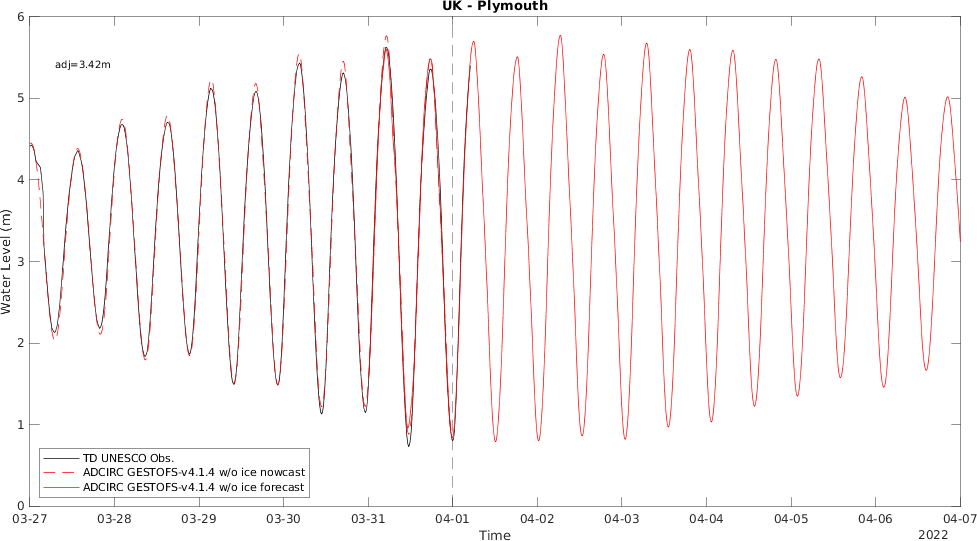 UK - Plymouth
adj=3.42m
Water Level (m)
6
5
4
3
2
1
0
TD UNESCO Obs.
ADCIRC GESTOFS-v4.1.4 w/o ice nowcast
ADCIRC GESTOFS-v4.1.4 w/o ice forecast
03-27 03-28 03-29 03-30 03-31 04-01 04-02 04-03 04-04 04-05 04-06 04-07
Time
2022